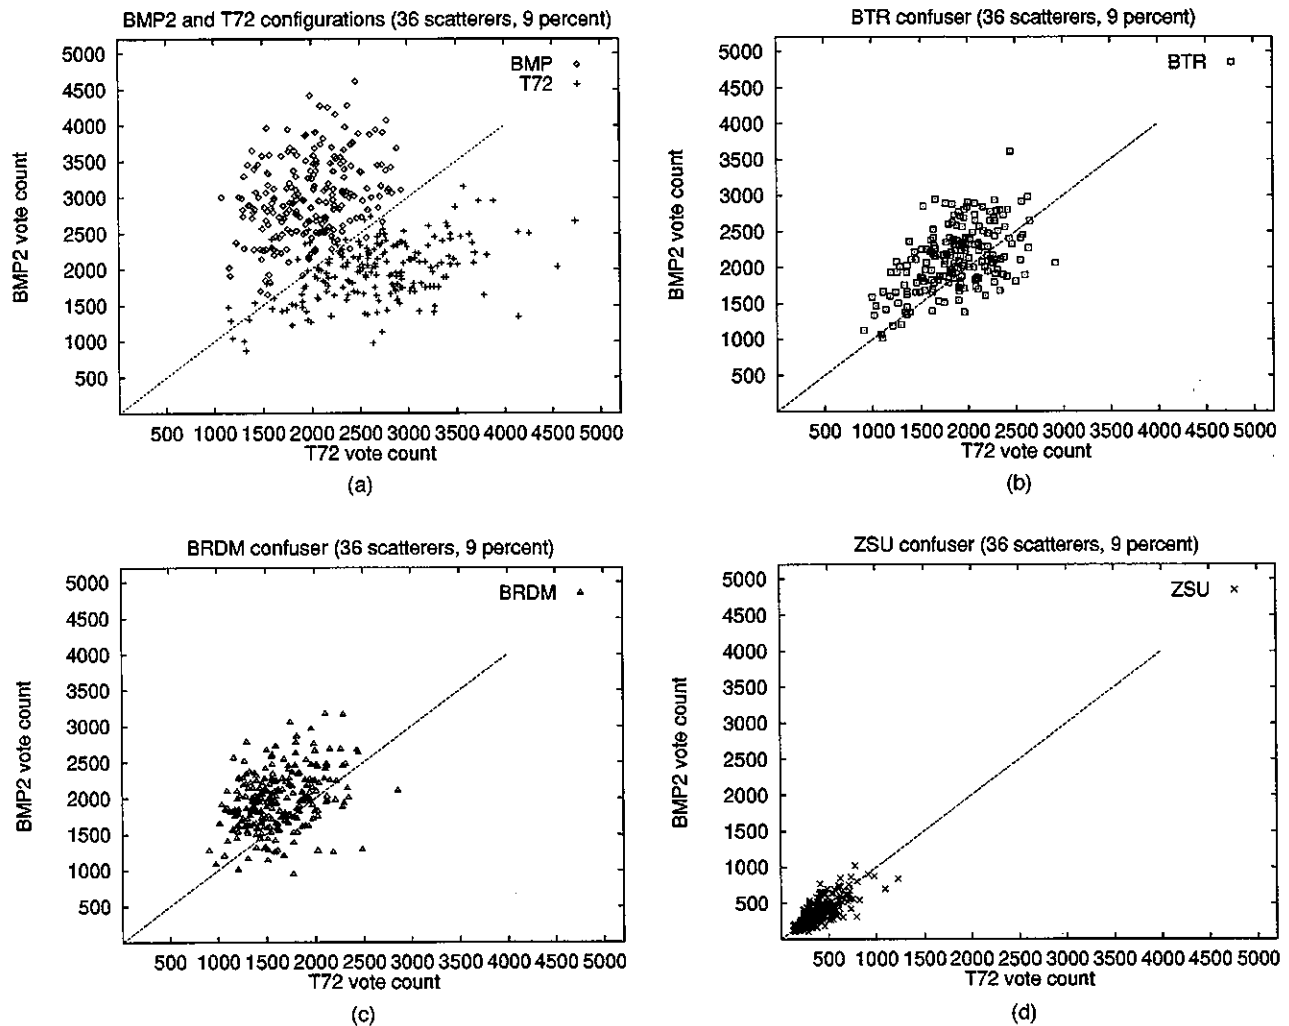 BMP2 and T72 configurations (36 scatterers, 9 percent)
BMP
T72
5000
4500
4000
3500
3000
2500
2000
1500
1000
500
BMP2 vote count
500 1000 1500 2000 2500 3000 3500 4000 4500 5000
T72 vote count
(a)
BTR confuser (36 scatterers, 9 percent)
BTR
5000
4500
4000
3500
3000
2500
2000
1500
1000
500
BMP2 vote count
500 1000 1500 2000 2500 3000 3500 4000 4500 5000
T72 vote count
(b)
BRDM confuser (36 scatterers, 9 percent)
BRDM
5000
4500
4000
3500
3000
2500
2000
1500
1000
500
BMP2 vote count
500 1000 1500 2000 2500 3000 3500 4000 4500 5000
T72 vote count
(c)
ZSU confuser (36 scatterers, 9 percent)
ZSU
5000
4500
4000
3500
3000
2500
2000
1500
1000
500
BMP2 vote count
500 1000 1500 2000 2500 3000 3500 4000 4500 5000
T72 vote count
(d)